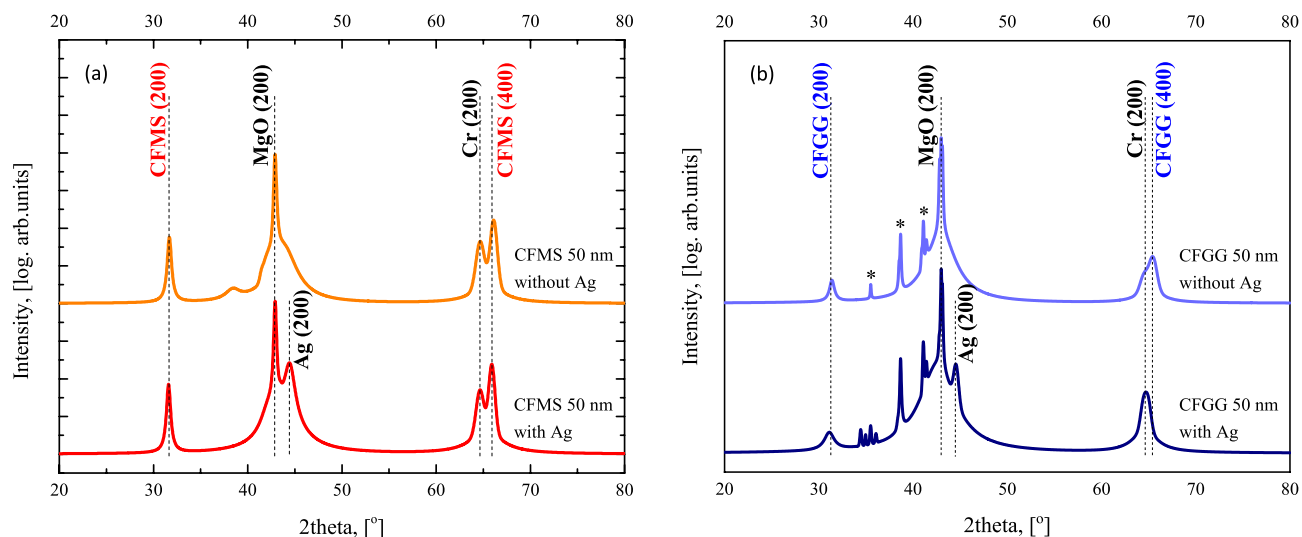 20 30 40 50 60 70 80
(a)
CFMS (200)
MgO (200)
Cr (200)
CFMS (400)
CFMS 50 nm
without Ag
Ag (200)
CFMS 50 nm
with Ag
Intensity, [log. arb.units]
20 30 40 50 60 70 80
2theta, [°]
20 30 40 50 60 70 80
(b)
CFGG (200)
MgO (200)
Cr (200)
CFGG (400)
* * *
CFGG 50 nm
without Ag
Ag (200)
CFGG 50 nm
with Ag
Intensity, [log. arb.units]
20 30 40 50 60 70 80
2theta, [°]